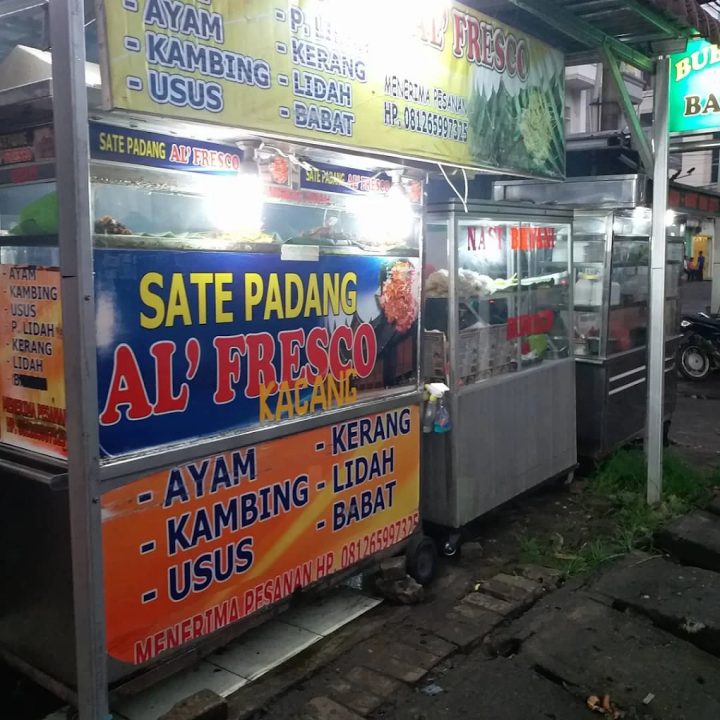 - AYAM
- KAMBING
- USUS
- KERANG
- LIDAH
- BABAT
AL' FRESCO
MENERIMA PESANAN
HP. 081265997325
BA
SATE PADANG AL' FRESCO
SATE PADANG AL' FRESCO
SATE PADANG
AL' FRESCO
KACANG
- AYAM
- KAMBING
- USUS
- P. LIDAH
- KERANG
- LIDAH
- AYAM
- KAMBING
- USUS
- KERANG
- LIDAH
- BABAT
MENERIMA PESANAN HP. 081265997325
NASI